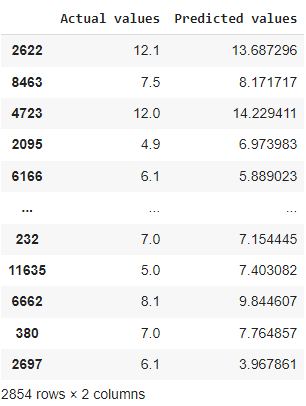 Actual values Predicted values
2622 12.1 13.687296
8463 7.5 8.171717
4723 12.0 14.229411
2095 4.9 6.973983
6166 6.1 5.889023
... ... ...
232 7.0 7.154445
11635 5.0 7.403082
6662 8.1 9.844607
380 7.0 7.764857
2697 6.1 3.967861
2854 rows × 2 columns